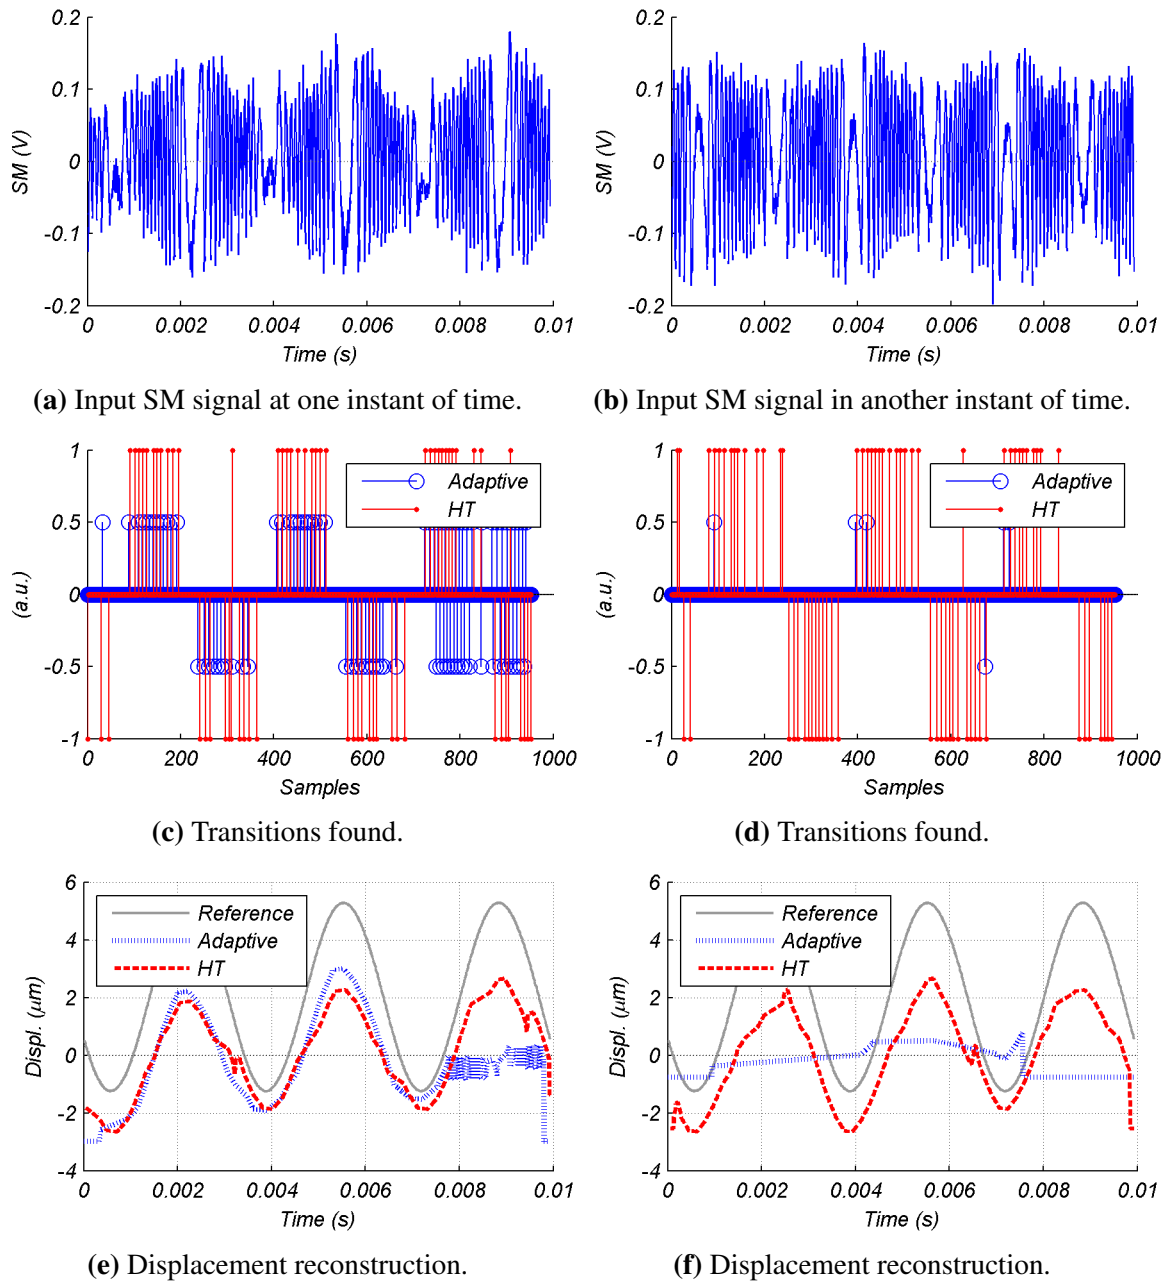 0.2
0.1
0
-0.1
-0.2
SM (V)
0 0.002 0.004 0.006 0.008 0.01
Time (s)
(a) Input SM signal at one instant of time.
0.2
0.1
0
-0.1
-0.2
SM (V)
0 0.002 0.004 0.006 0.008 0.01
Time (s)
(b) Input SM signal in another instant of time.
1
0.5
0
-0.5
-1
(a.u.)
Adaptive
HT
0 200 400 600 800 1000
Samples
(c) Transitions found.
1
0.5
0
-0.5
-1
(a.u.)
Adaptive
HT
0 200 400 600 800 1000
Samples
(d) Transitions found.
6
4
2
0
-2
-4
Displ. (μm)
Reference
Adaptive
HT
0 0.002 0.004 0.006 0.008 0.01
Time (s)
(e) Displacement reconstruction.
6
4
2
0
-2
-4
Displ. (μm)
Reference
Adaptive
HT
0 0.002 0.004 0.006 0.008 0.01
Time (s)
(f) Displacement reconstruction.